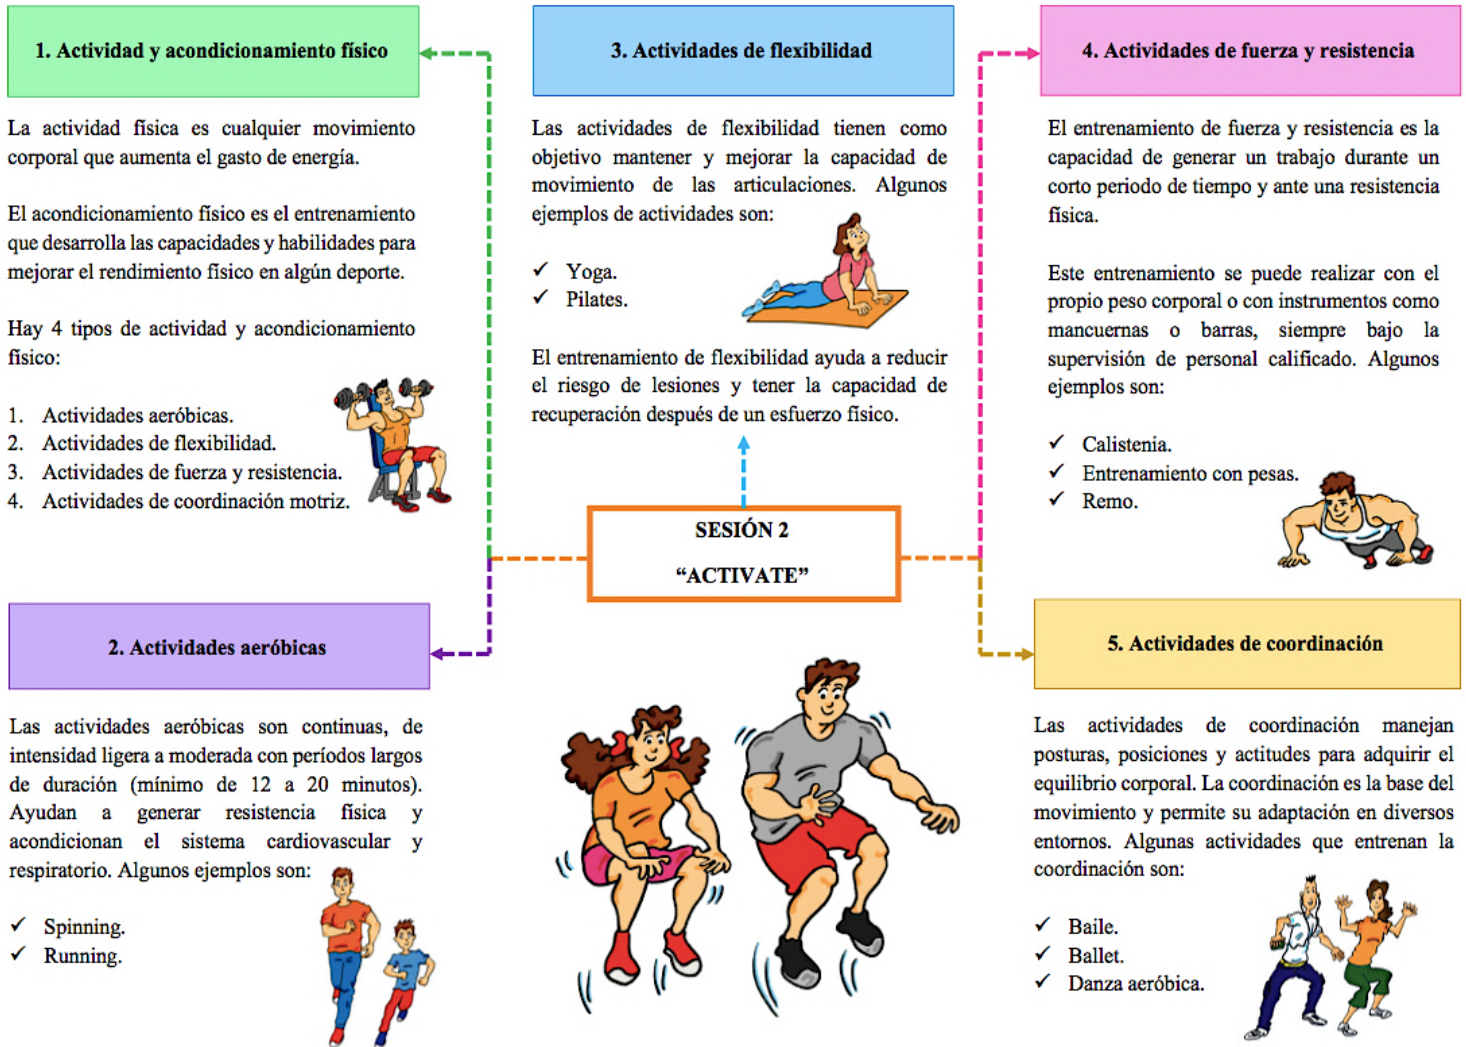 1. Actividad y acondicionamiento físico
La actividad física es cualquier movimiento
corporal que aumenta el gasto de energía.
El acondicionamiento físico es el entrenamiento
que desarrolla las capacidades y habilidades para
mejorar el rendimiento físico en algún deporte.
Hay 4 tipos de actividad y acondicionamiento
físico:
1. Actividades aeróbicas.
2. Actividades de flexibilidad.
3. Actividades de fuerza y resistencia.
4. Actividades de coordinación motriz.
2. Actividades aeróbicas
Las actividades aeróbicas son continuas, de
intensidad ligera a moderada con períodos largos
de duración (mínimo de 12 a 20 minutos).
Ayudan a generar resistencia física y
acondicionan el sistema cardiovascular y
respiratorio. Algunos ejemplos son:
✓ Spinning.
✓ Running.
3. Actividades de flexibilidad
Las actividades de flexibilidad tienen como
objetivo mantener y mejorar la capacidad de
movimiento de las articulaciones. Algunos
ejemplos de actividades son:
✓ Yoga.
✓ Pilates.
El entrenamiento de flexibilidad ayuda a reducir
el riesgo de lesiones y tener la capacidad de
recuperación después de un esfuerzo físico.
SESIÓN 2
“ACTIVATE”
4. Actividades de fuerza y resistencia
El entrenamiento de fuerza y resistencia es la
capacidad de generar un trabajo durante un
corto periodo de tiempo y ante una resistencia
física.
Este entrenamiento se puede realizar con el
propio peso corporal o con instrumentos como
mancuernas o barras, siempre bajo la
supervisión de personal calificado. Algunos
ejemplos son:
✓ Calistenia.
✓ Entrenamiento con pesas.
✓ Remo.
5. Actividades de coordinación
Las actividades de coordinación manejan
posturas, posiciones y actitudes para adquirir el
equilibrio corporal. La coordinación es la base del
movimiento y permite su adaptación en diversos
entornos. Algunas actividades que entrenan la
coordinación son:
✓ Baile.
✓ Ballet.
✓ Danza aeróbica.